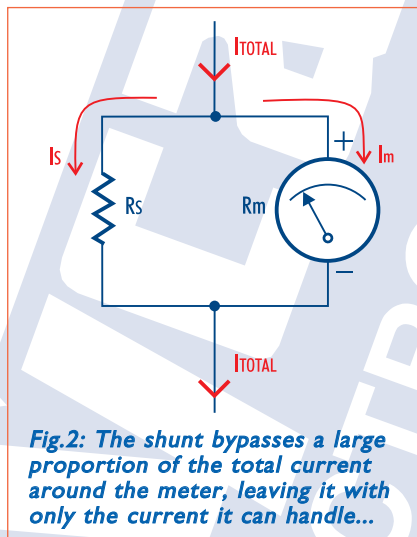 ITOTAL
Is
Im
+
Rs
Rm
−
ITOTAL
Fig.2: The shunt bypasses a large
proportion of the total current
around the meter, leaving it with
only the current it can handle...